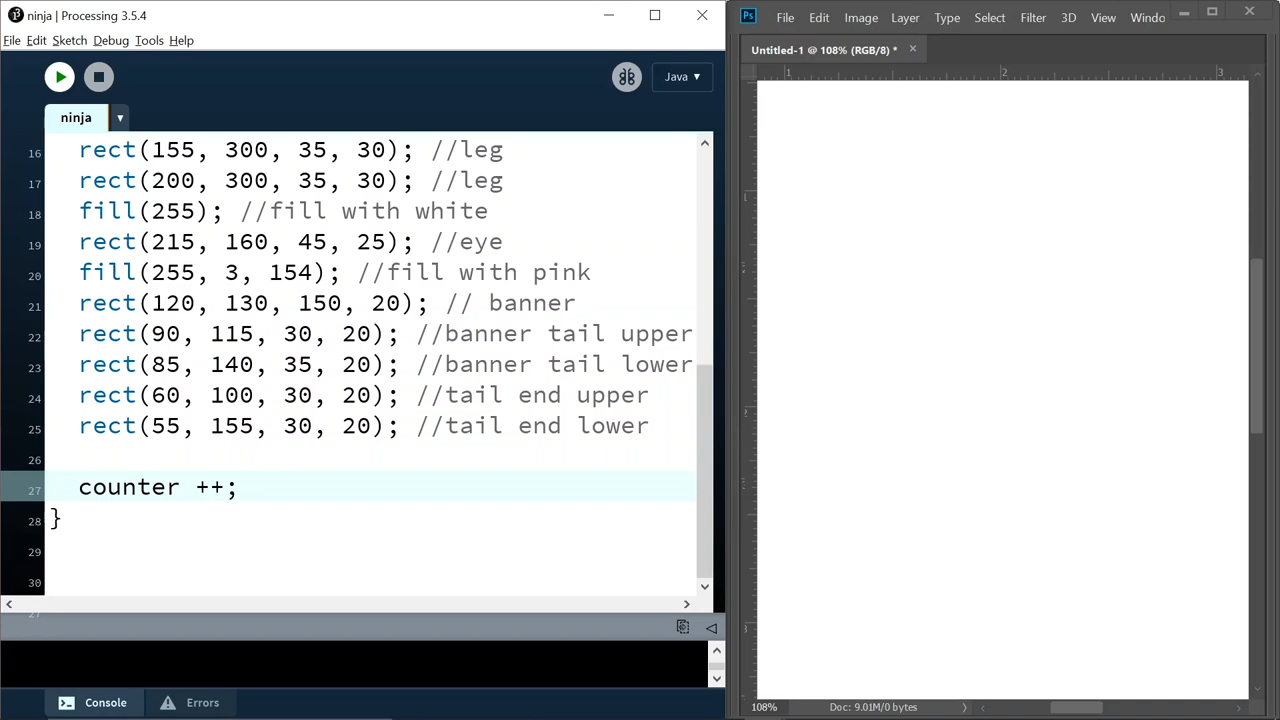 ninja | Processing 3.5.4
File Edit Sketch Debug Tools Help
Java ▾
ninja ▾
16 rect(155, 300, 35, 30); //leg
17 rect(200, 300, 35, 30); //leg
18 fill(255); //fill with white
19 rect(215, 160, 45, 25); //eye
20 fill(255, 3, 154); //fill with pink
21 rect(120, 130, 150, 20); // banner
22 rect(90, 115, 30, 20); //banner tail upper
23 rect(85, 140, 35, 20); //banner tail lower
24 rect(60, 100, 30, 20); //tail end upper
25 rect(55, 155, 30, 20); //tail end lower
26
27 counter ++;
28 }
29
30
27
Console Errors
Ps File Edit Image Layer Type Select Filter 3D View Windo
Untitled-1 @ 108% (RGB/8) * ×
1 2 3
3
108% Doc: 9.01M/0 bytes